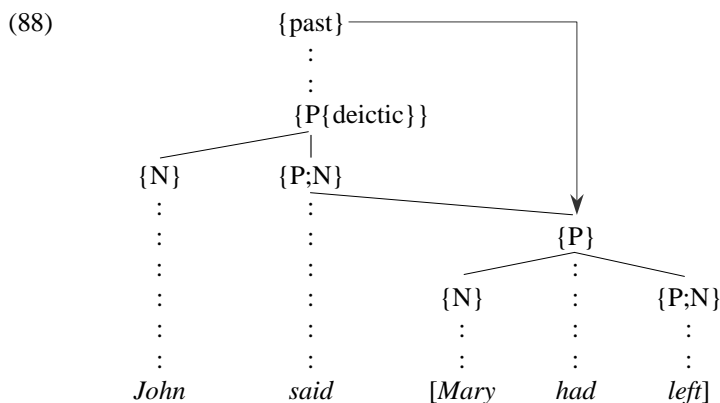 (88) {past}
{P{deictic}}
{N} {P;N}
{P}
{N} {P;N}
John said [Mary had left]